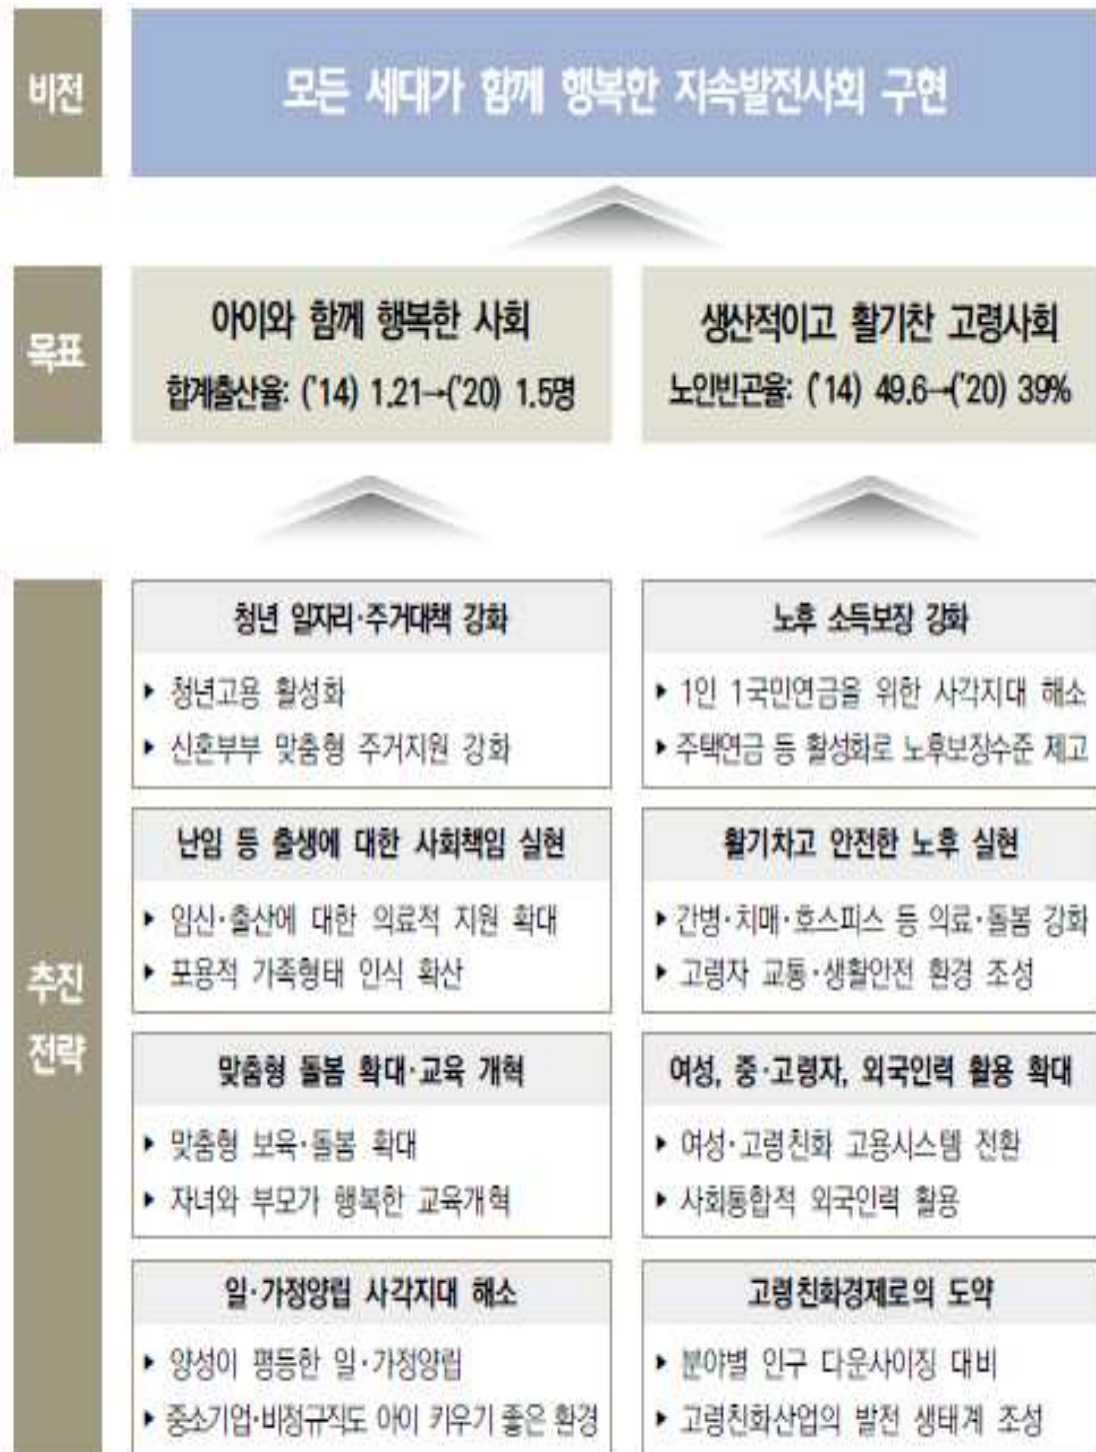 비전
모든 세대가 함께 행복한 지속발전사회 구현
목표
아이와 함께 행복한 사회
합계출산율: ('14) 1.21→('20) 1.5명
생산적이고 활기찬 고령사회
노인빈곤율: ('14) 49.6→('20) 39%
추진
전략
청년 일자리·주거대책 강화
▸ 청년고용 활성화
▸ 신혼부부 맞춤형 주거지원 강화
난임 등 출생에 대한 사회책임 실현
▸ 임신·출산에 대한 의료적 지원 확대
▸ 포용적 가족형태 인식 확산
맞춤형 돌봄 확대·교육 개혁
▸ 맞춤형 보육·돌봄 확대
▸ 자녀와 부모가 행복한 교육개혁
일·가정양립 사각지대 해소
▸ 양성이 평등한 일·가정양립
▸ 중소기업·비정규직도 아이 키우기 좋은 환경
노후 소득보장 강화
▸ 1인 1국민연금을 위한 사각지대 해소
▸ 주택연금 등 활성화로 노후보장수준 제고
활기차고 안전한 노후 실현
▸ 간병·치매·호스피스 등 의료·돌봄 강화
▸ 고령자 교통·생활안전 환경 조성
여성, 중·고령자, 외국인력 활용 확대
▸ 여성·고령친화 고용시스템 전환
▸ 사회통합적 외국인력 활용
고령친화경제로의 도약
▸ 분야별 인구 다운사이징 대비
▸ 고령친화산업의 발전 생태계 조성